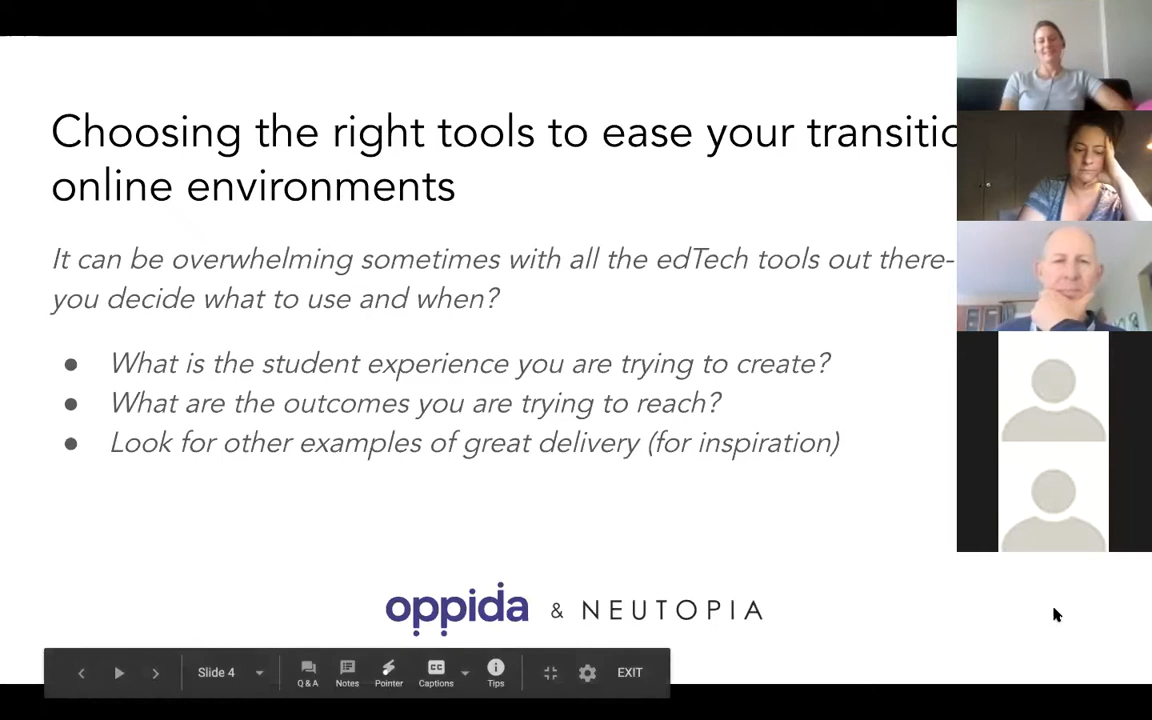 Choosing the right tools to ease your
online environments
It can be overwhelming sometimes with all the edTech tools out there-
you decide what to use and when?
● What is the student experience you are trying to create?
● What are the outcomes you are trying to reach?
● Look for other examples of great delivery (for inspiration)
oppida & NEUTOPIA
Slide 4
Q & A Notes Pointer CC Captions Tips EXIT